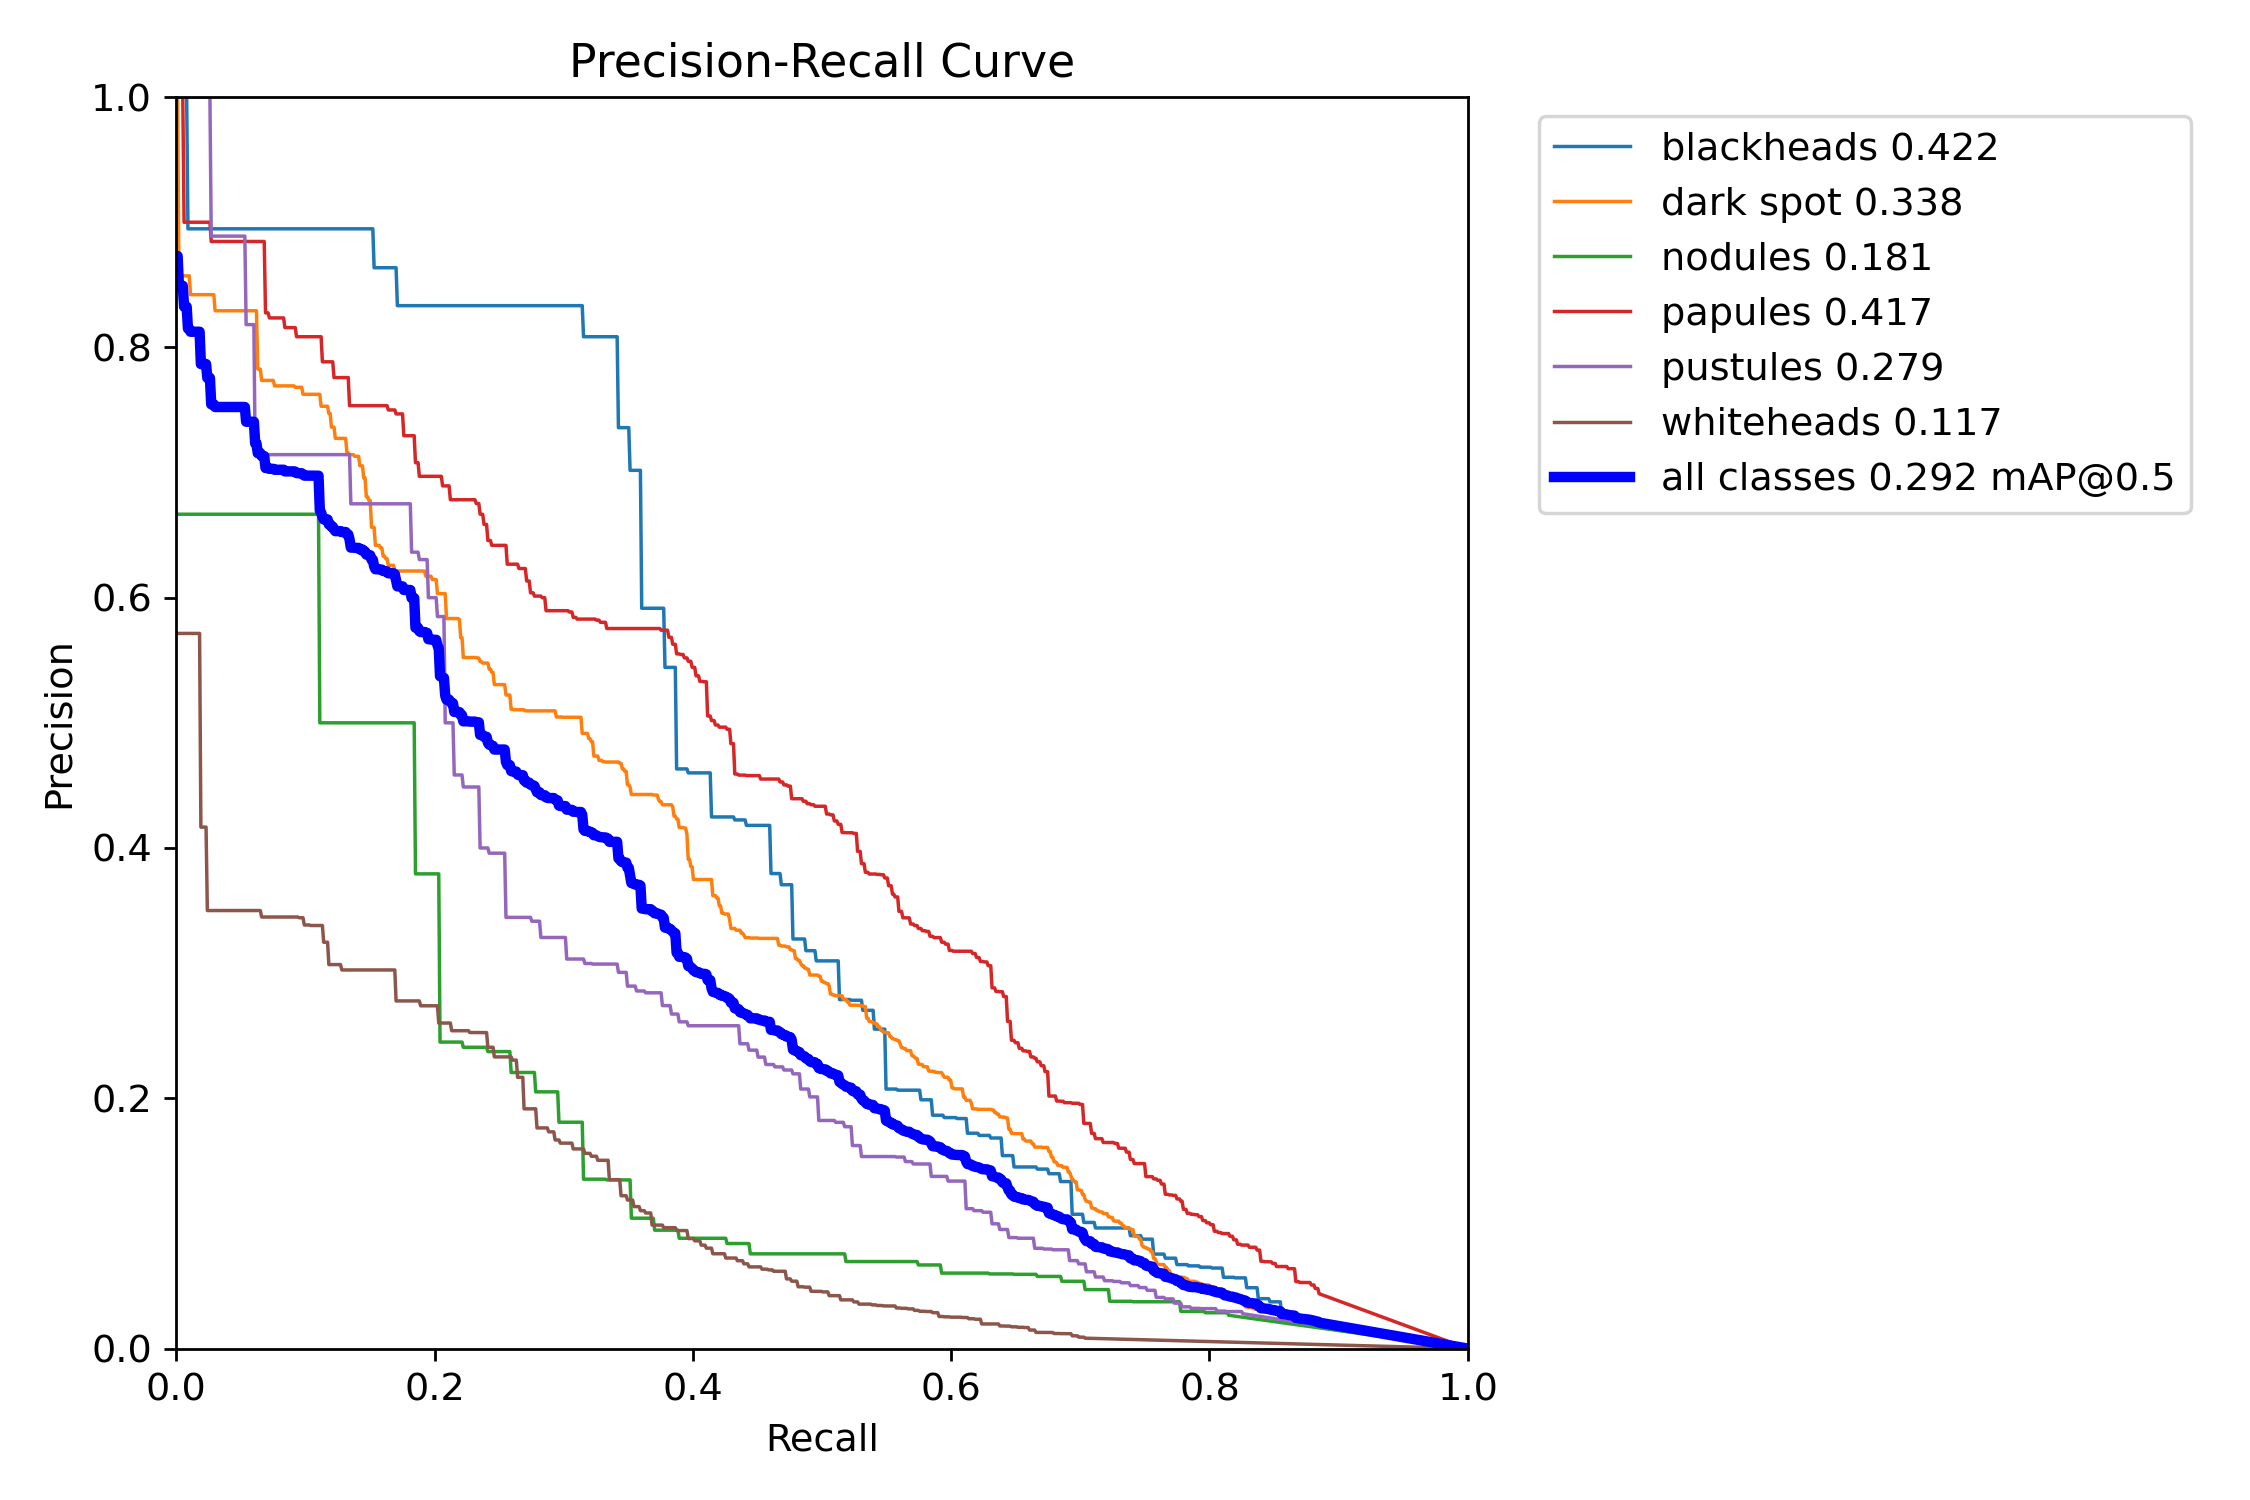 Precision-Recall Curve
1.0
0.8
0.6
0.4
0.2
0.0
Precision
0.0 0.2 0.4 0.6 0.8 1.0
Recall
blackheads 0.422
dark spot 0.338
nodules 0.181
papules 0.417
pustules 0.279
whiteheads 0.117
all classes 0.292 mAP@0.5